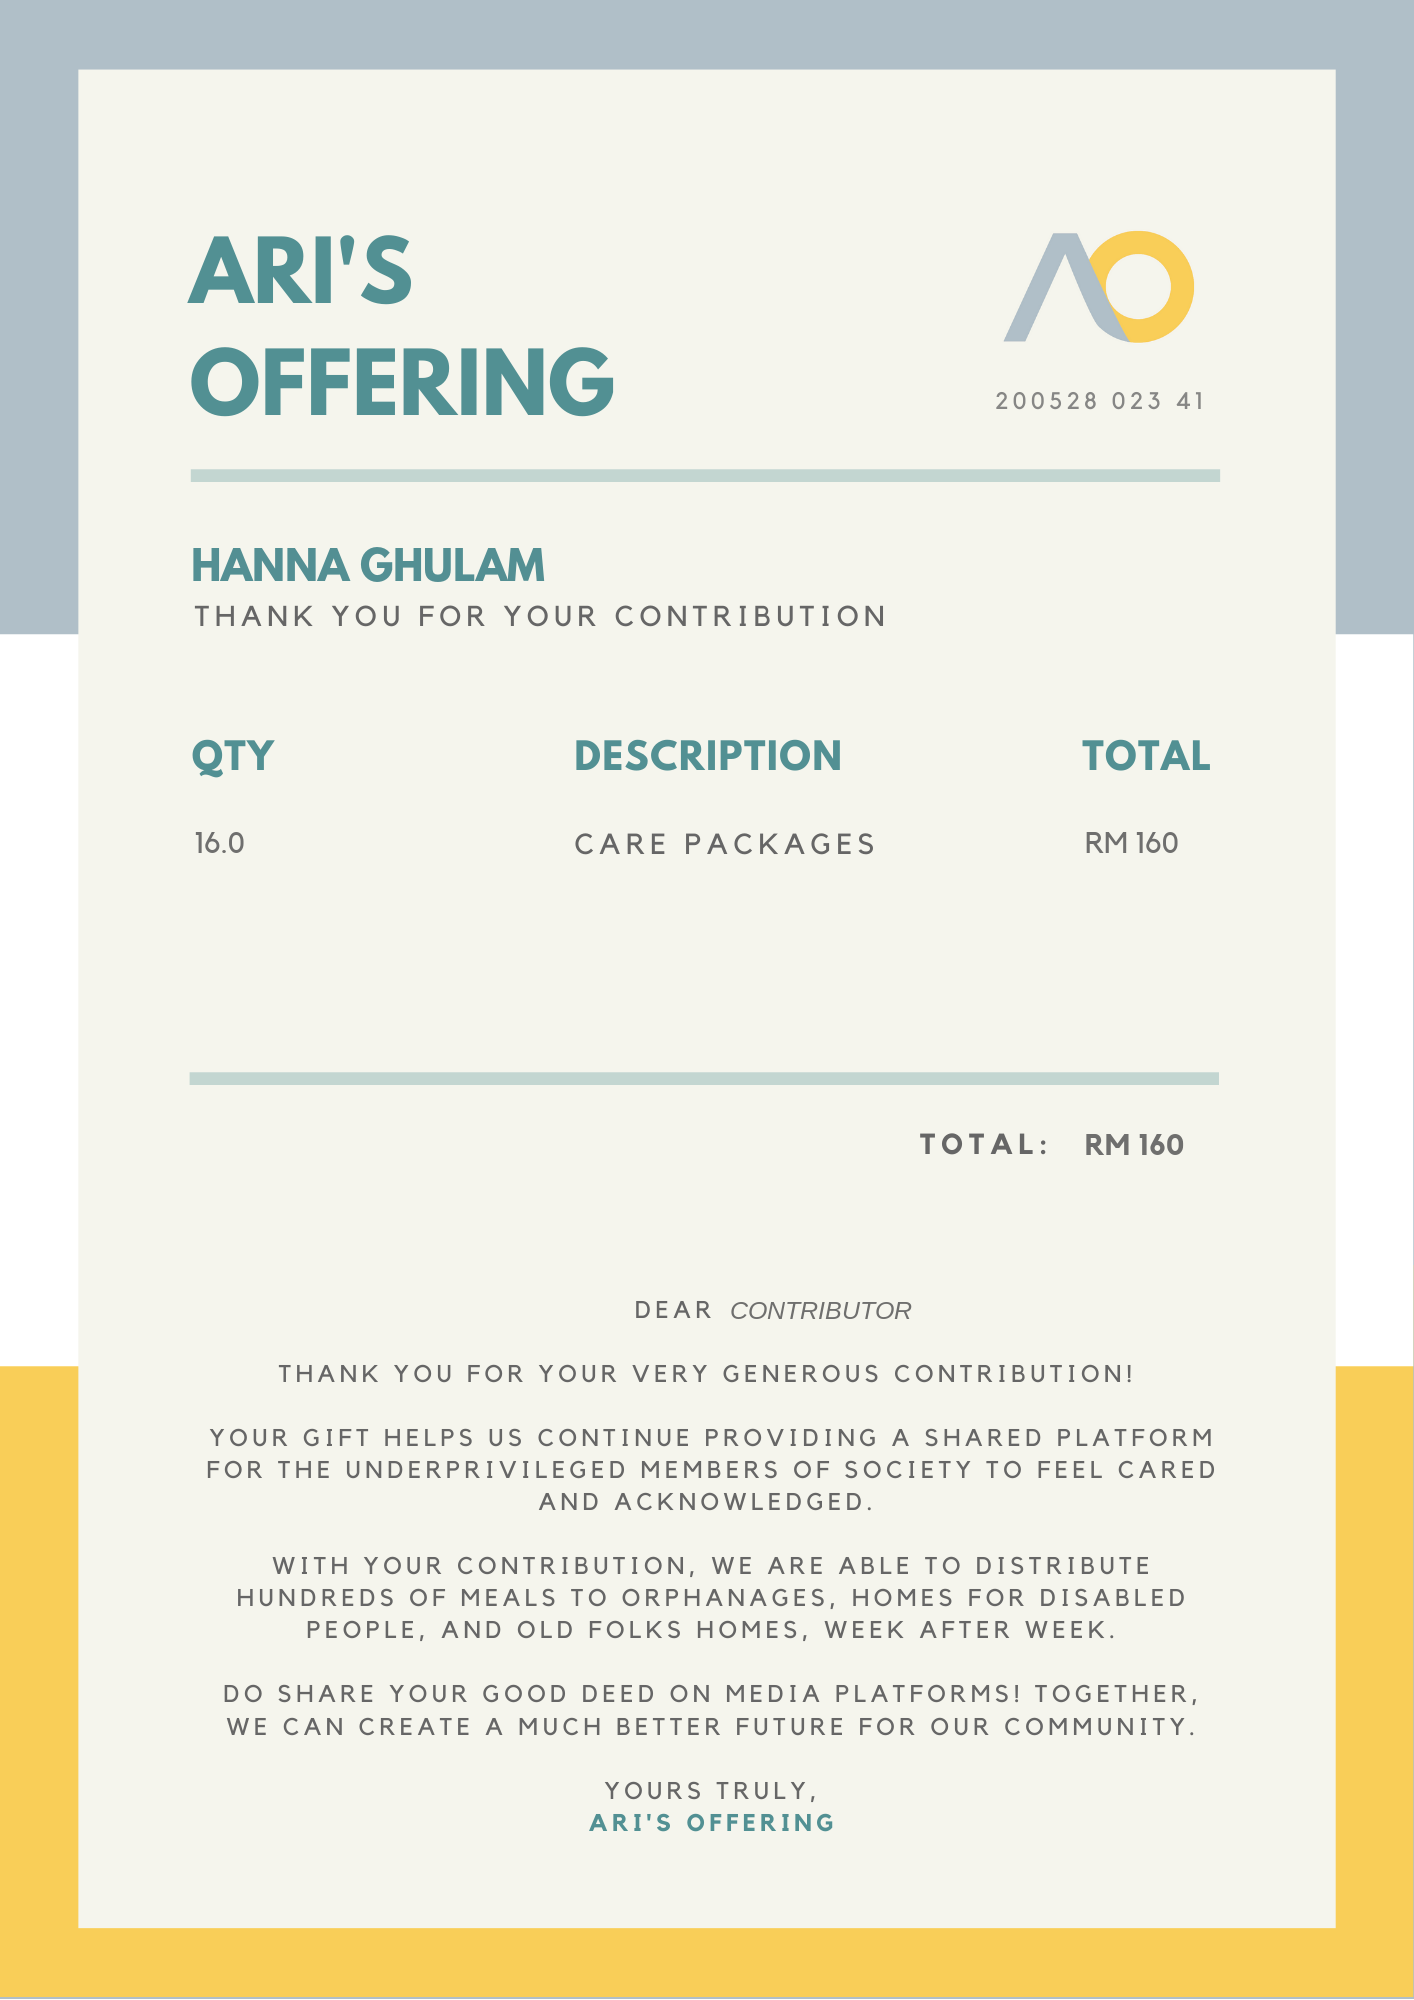 ARI'S
OFFERING
AO
200528 023 41
HANNA GHULAM
THANK YOU FOR YOUR CONTRIBUTION
QTY DESCRIPTION TOTAL
16.0 CARE PACKAGES RM 160
TOTAL: RM 160
DEAR CONTRIBUTOR
THANK YOU FOR YOUR VERY GENEROUS CONTRIBUTION!
YOUR GIFT HELPS US CONTINUE PROVIDING A SHARED PLATFORM
FOR THE UNDERPRIVILEGED MEMBERS OF SOCIETY TO FEEL CARED
AND ACKNOWLEDGED.
WITH YOUR CONTRIBUTION, WE ARE ABLE TO DISTRIBUTE
HUNDREDS OF MEALS TO ORPHANAGES, HOMES FOR DISABLED
PEOPLE, AND OLD FOLKS HOMES, WEEK AFTER WEEK.
DO SHARE YOUR GOOD DEED ON MEDIA PLATFORMS! TOGETHER,
WE CAN CREATE A MUCH BETTER FUTURE FOR OUR COMMUNITY.
YOURS TRULY,
ARI'S OFFERING